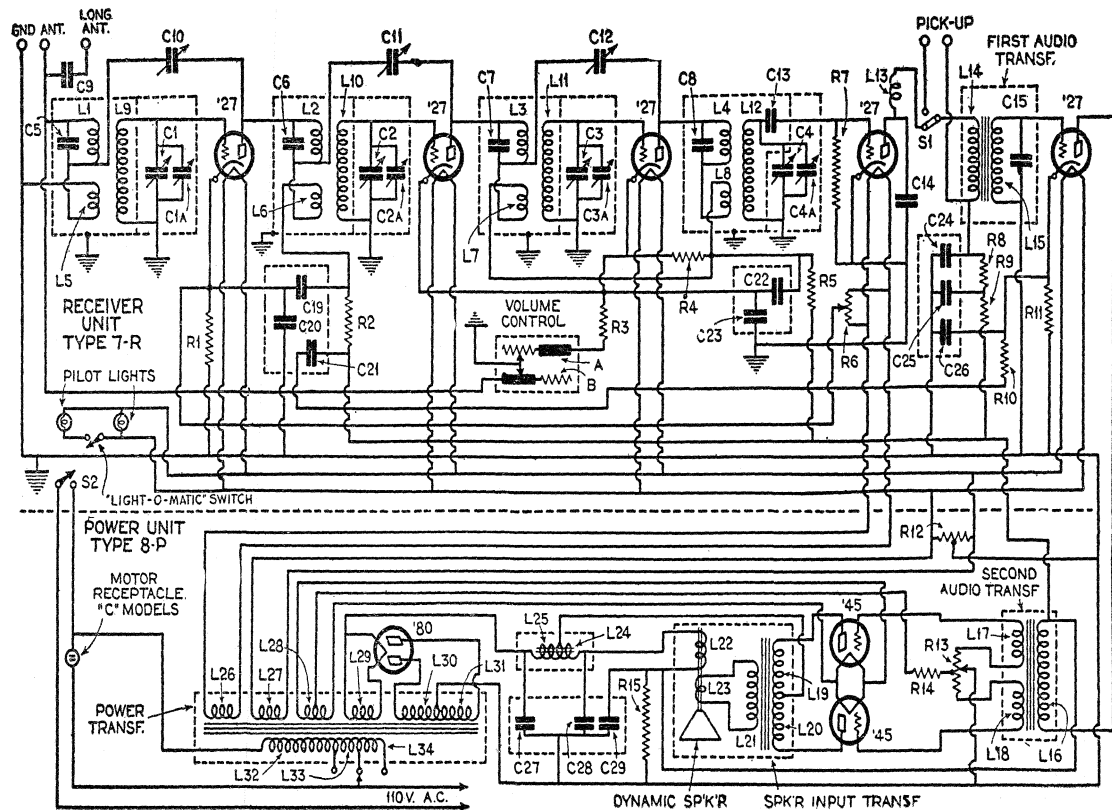 GND ANT.
LONG
ANT.
C10
C11
C12
PICK-UP
FIRST AUDIO
TRANSF.
C9
C6
C7
C8
C13
L13
L14
C15
L1
L9
'27
L2
L10
'27
L3
L11
'27
L4
L12
R7
'27
'27
C5
C1
C2
C3
C4
S1
L8
C14
C1A
L6
C2A
L7
C3A
C4A
L5
L15
C24
R8
R9
RECEIVER
UNIT
TYPE 7-R
C19
C20
R4
C22
R5
R1
R2
VOLUME
CONTROL
R3
C23
R6
C25
C26
R11
C21
A
B
R10
PILOT LIGHTS
S2
"LIGHT-O-MATIC" SWITCH
POWER UNIT
TYPE 8-P
R12
MOTOR
RECEPTACLE
"C" MODELS
SECOND
AUDIO TRANSF
'80
L25
L24
'45
L22
L17
R13
L26
L28
L27
L29
L30
L31
R15
L23
L19
R14
POWER
TRANSF.
L20
L21
'45
L34
L18
L16
L32
L33
C27
C28
C29
110 V. A.C.
DYNAMIC SP'K'R
SPK'R INPUT TRANSF